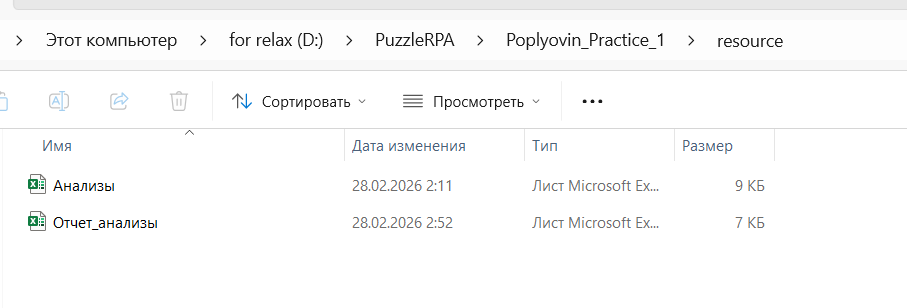 Этот компьютер > for relax (D:) > PuzzleRPA > Poplyovin_Practice_1 > resource
Сортировать Просмотреть
Имя Дата изменения Тип Размер
Анализы 28.02.2026 2:11 Лист Microsoft Ex... 9 КБ
Отчет_анализы 28.02.2026 2:52 Лист Microsoft Ex... 7 КБ